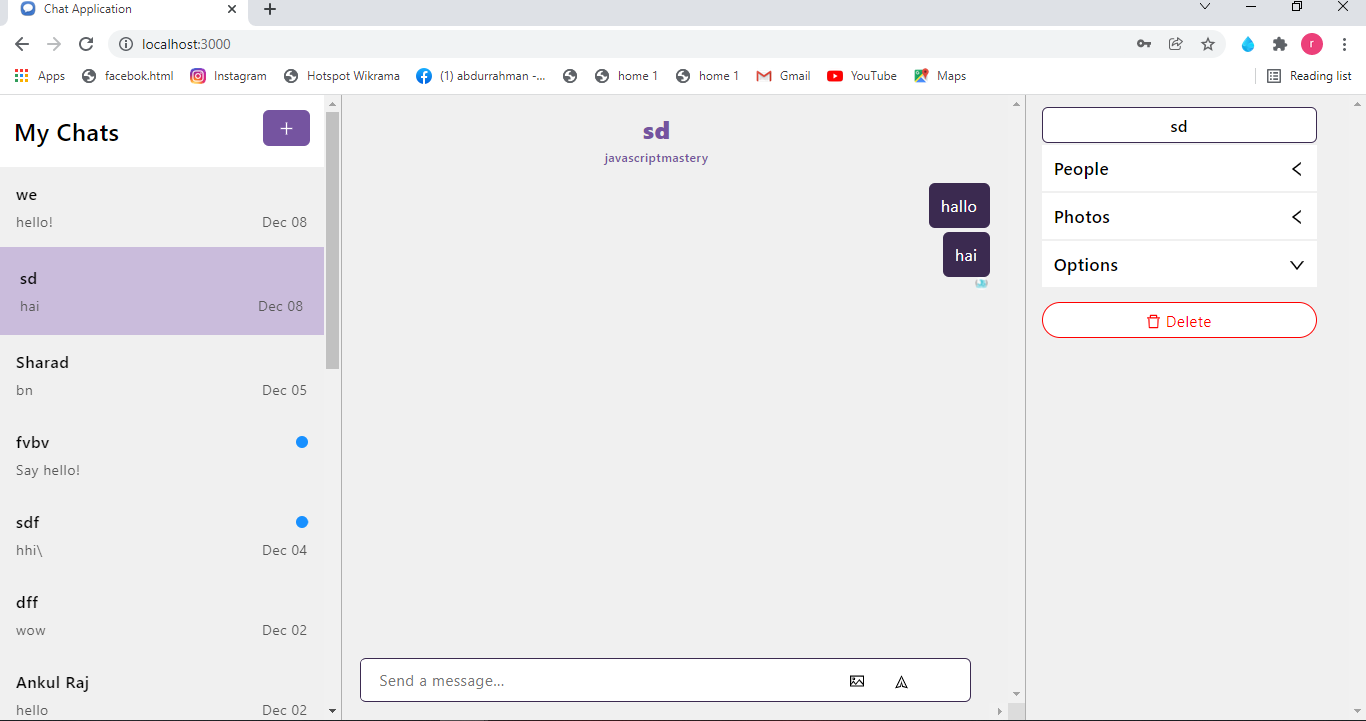 Chat Application
localhost:3000
r
Apps facebok.html Instagram Hotspot Wikrama (1) abdurrahman -... home 1 home 1 Gmail YouTube Maps Reading list
My Chats
+
we
hello! Dec 08
sd
hai Dec 08
Sharad
bn Dec 05
fvbv
Say hello!
sdf
hhi\ Dec 04
dff
wow Dec 02
Ankul Raj
hello Dec 02
sd
javascriptmastery
hallo
hai
Send a message...
sd
People
Photos
Options
Delete